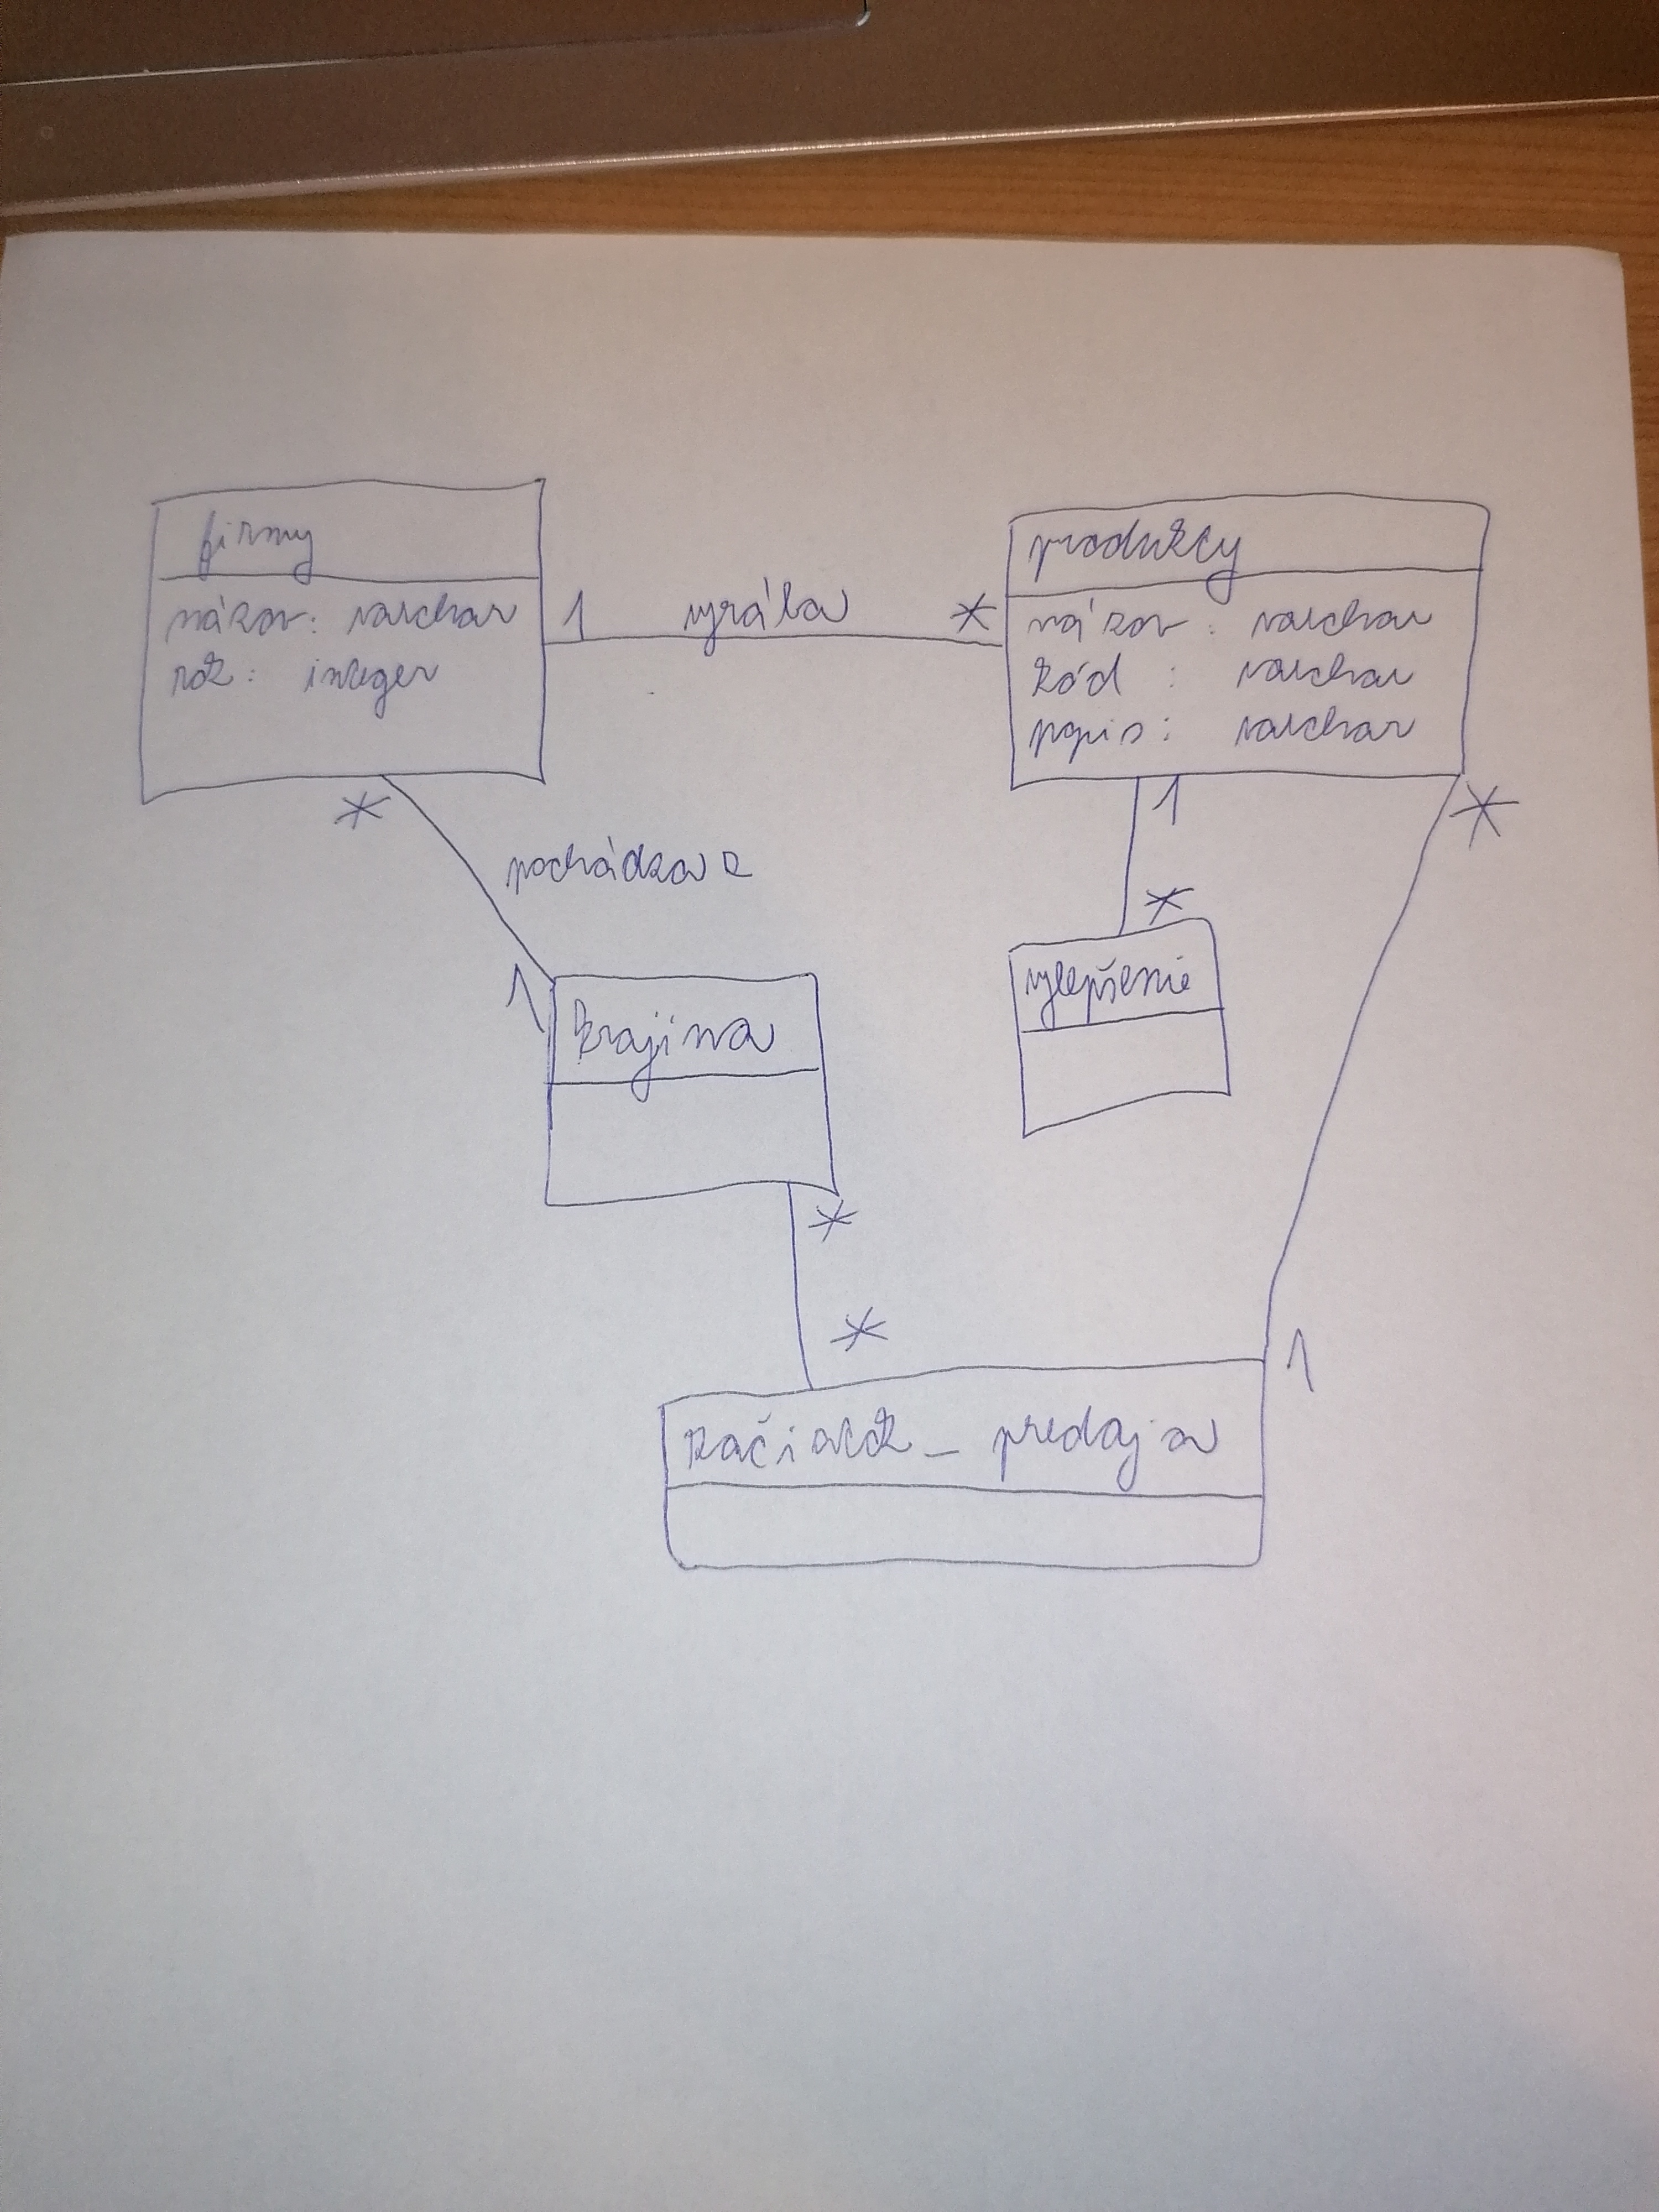 firmy
názov: varchar
rok: integer
1 vyrába *
produkty
názov: varchar
kód: varchar
popis: varchar
*
pochádza z
1
1
*
*
krajina
vylepšenie
*
*
1
začiatok_predaja